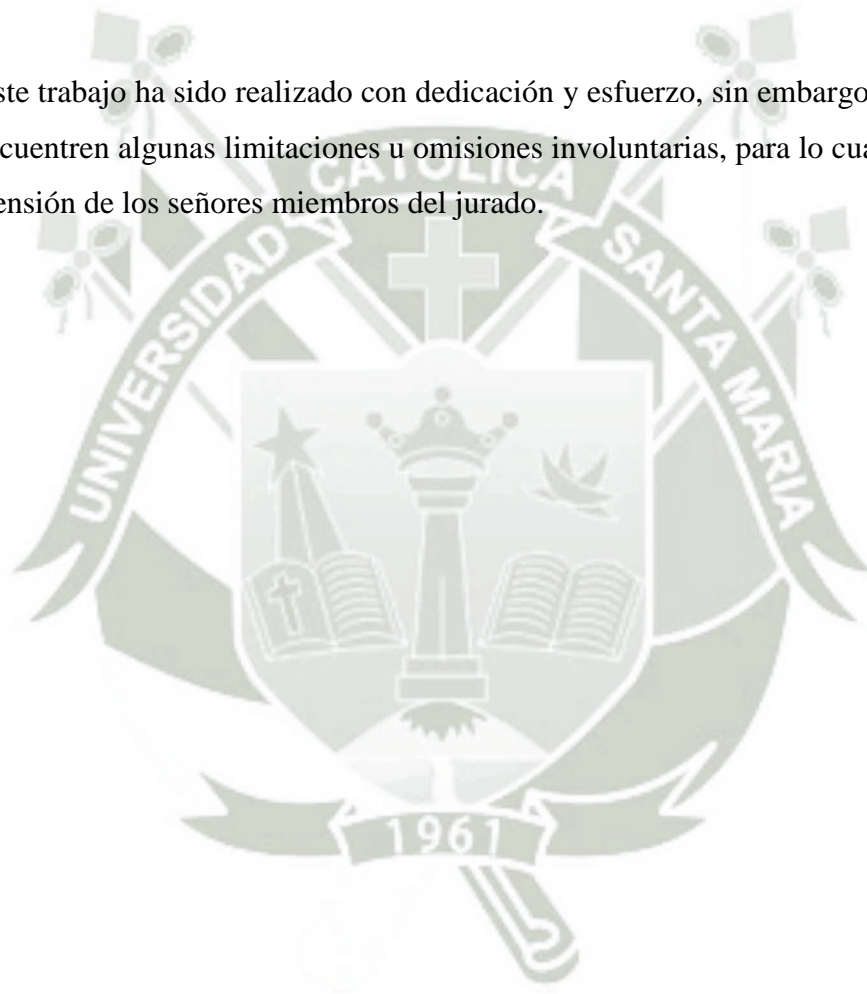 ste trabajo ha sido realizado con dedicación y esfuerzo, sin embargo
cuentren algunas limitaciones u omisiones involuntarias, para lo cua
ensión de los señores miembros del jurado.
CATOLICA
UNIVERSIDAD
SANTA MARIA
1961